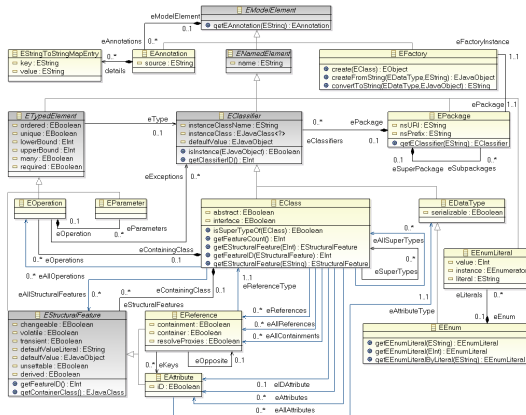 EModelElement
getEAnnotation(EString) : EAnnotation
eModelElement
0..1
eAnnotations
0..*
eFactoryInstance
EStringToStringMapEntry
key : EString
value : EString
0..*
details
EAnnotation
source : EString
ENamedElement
name : EString
EFactory
create(EClass) : EObject
createFromString(EDataType,EString) : EJavaObject
convertToString(EDataType,EJavaObject) : EString
1..1
ePackage
1..1
ETypedElement
ordered : EBoolean
unique : EBoolean
lowerBound : EInt
upperBound : EInt
many : EBoolean
required : EBoolean
eType
0..1
EClassifier
instanceClassName : EString
instanceClass : EJavaClass<?>
defaultValue : EJavaObject
isInstance(EJavaObject) : EBoolean
getClassifierID() : EInt
0..*
eClassifiers
ePackage
0..1
EPackage
nsURI : EString
nsPrefix : EString
getEClassifier(EString) : EClassifier
0..1
0..*
eSuperPackage
eSubpackages
eExceptions
0..*
EOperation
EParameter
0..1
0..*
eParameters
eOperation
EClass
abstract : EBoolean
interface : EBoolean
isSuperTypeOf(EClass) : EBoolean
getFeatureCount() : EInt
getEStructuralFeature(EInt) : EStructuralFeature
getFeatureID(EStructuralFeature) : EInt
getEStructuralFeature(EString) : EStructuralFeature
EDataType
serializable : EBoolean
0..*
eAllSuperTypes
0..*
eSuperTypes
eContainingClass
0..1
0..*
eOperations
0..*
eAllOperations
eContainingClass
0..1
1..1
eReferenceType
1..1
eAttributeType
EEnumLiteral
value : EInt
instance : EEnumerator
literal : EString
eLiterals
0..*
0..1
eEnum
eAllStructuralFeatures
0..*
0..*
eStructuralFeatures
EStructuralFeature
changeable : EBoolean
volatile : EBoolean
transient : EBoolean
defaultValueLiteral : EString
defaultValue : EJavaObject
unsettable : EBoolean
derived : EBoolean
getFeatureID() : EInt
getContainerClass() : EJavaClass
EReference
containment : EBoolean
container : EBoolean
resolveProxies : EBoolean
0..*
eReferences
0..*
eAllReferences
0..*
eAllContainments
eOpposite
0..1
0..*
eKeys
EAttribute
iD : EBoolean
0..1
eIDAttribute
0..*
eAttributes
0..*
eAllAttributes
EEnum
getEEnumLiteral(EString) : EEnumLiteral
getEEnumLiteral(EInt) : EEnumLiteral
getEEnumLiteralByLiteral(EString) : EEnumLiteral